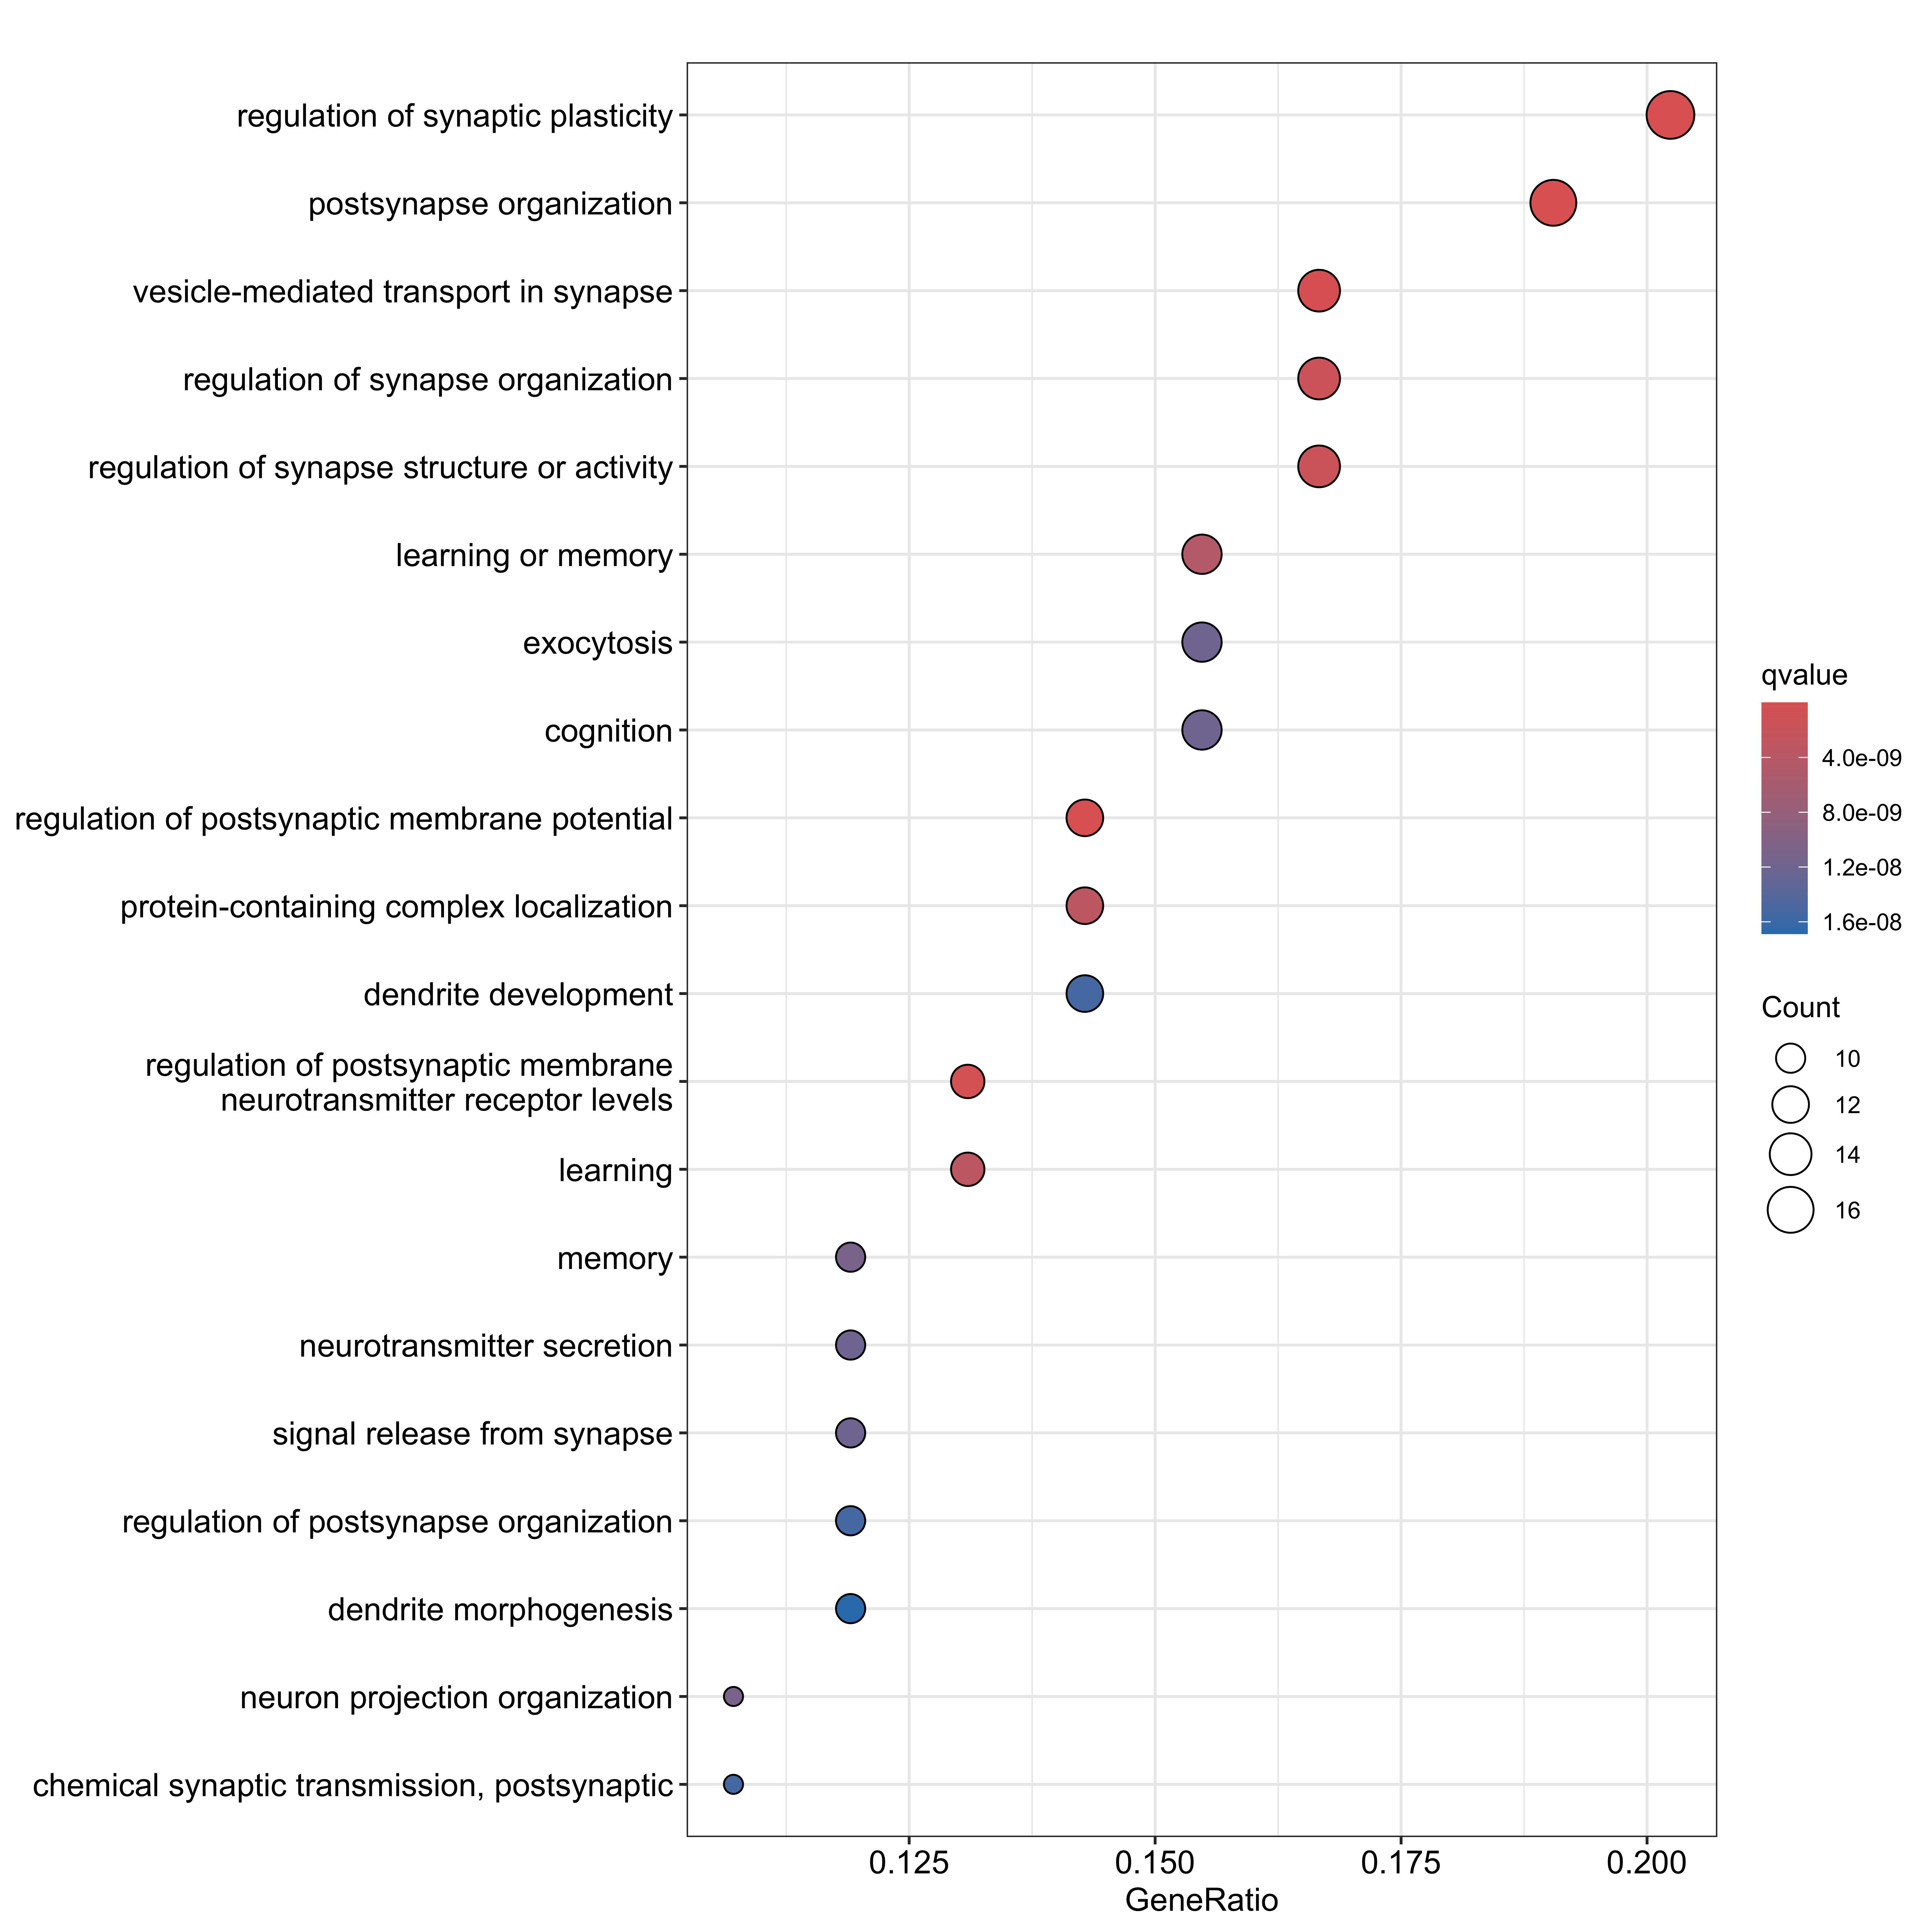 regulation of synaptic plasticity
postsynapse organization
vesicle-mediated transport in synapse
regulation of synapse organization
regulation of synapse structure or activity
learning or memory
exocytosis
cognition
regulation of postsynaptic membrane potential
protein-containing complex localization
dendrite development
regulation of postsynaptic membrane
neurotransmitter receptor levels
learning
memory
neurotransmitter secretion
signal release from synapse
regulation of postsynapse organization
dendrite morphogenesis
neuron projection organization
chemical synaptic transmission, postsynaptic
0.125 0.150 0.175 0.200
GeneRatio
qvalue
4.0e-09
8.0e-09
1.2e-08
1.6e-08
Count
10
12
14
16